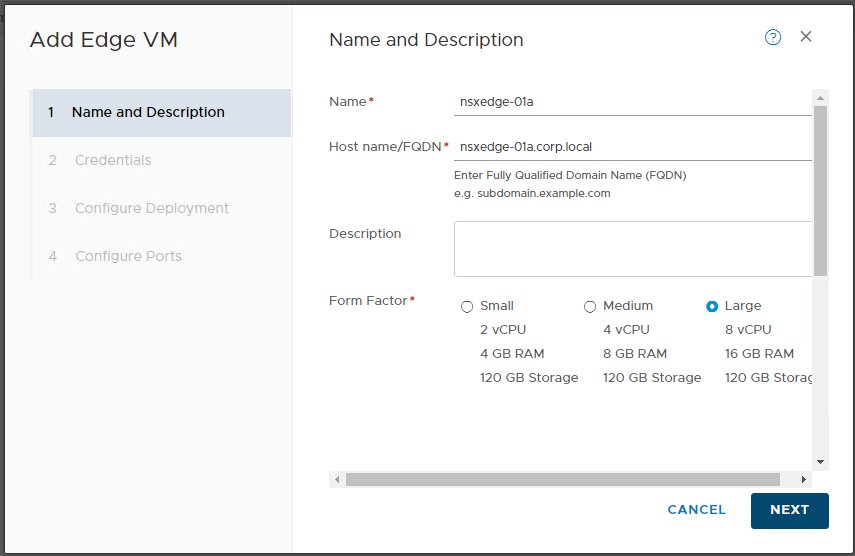 Add Edge VM
1 Name and Description
2 Credentials
3 Configure Deployment
4 Configure Ports
Name and Description
?
Name* nsxedge-01a
Host name/FQDN* nsxedge-01a.corp.local
Enter Fully Qualified Domain Name (FQDN)
e.g. subdomain.example.com
Description
Form Factor* Small Medium Large
2 vCPU 4 vCPU 8 vCPU
4 GB RAM 8 GB RAM 16 GB RAM
120 GB Storage 120 GB Storage 120 GB Storag
CANCEL NEXT